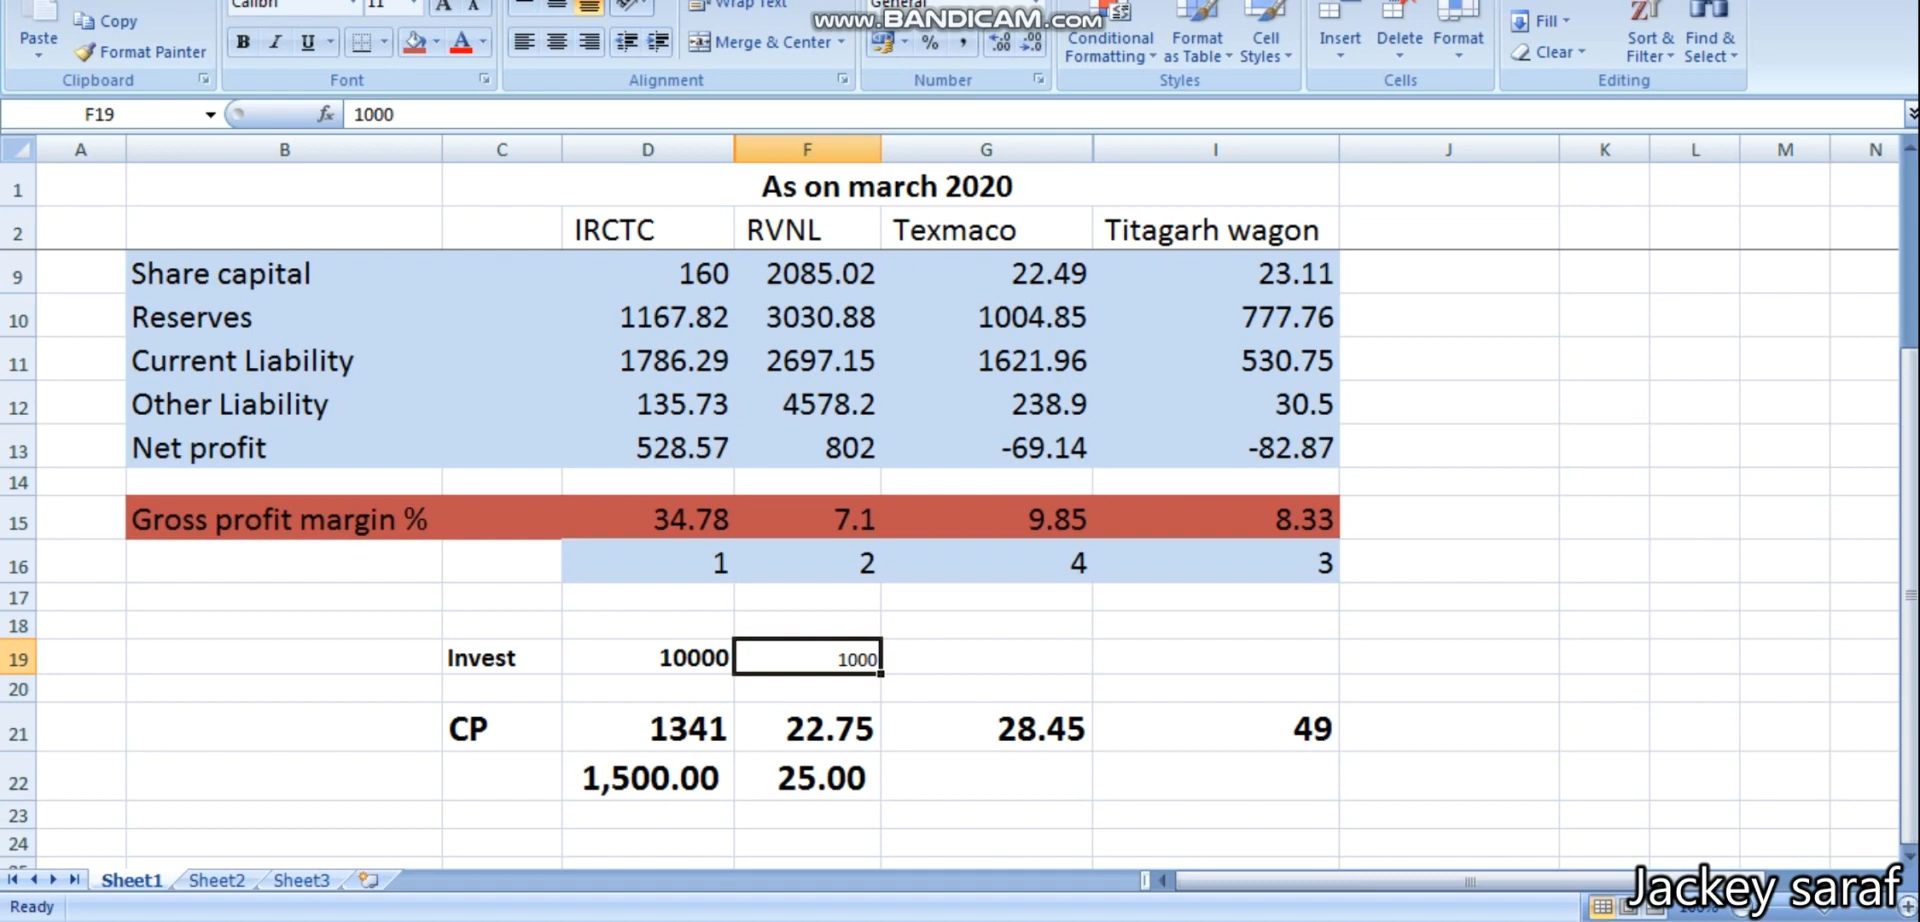 Calibri 11 A A Wrap Text General
www.BANDICAM.com
Paste Copy
Format Painter
B I U A Merge & Center % ,
Conditional Formatting Format as Table Cell Styles
Insert Delete Format
Fill
Clear
Sort & Filter Find & Select
Clipboard Font Alignment Number Styles Cells Editing
F19 fx 1000
A B C D F G I J K L M N
1 As on march 2020
2 IRCTC RVNL Texmaco Titagarh wagon
9 Share capital 160 2085.02 22.49 23.11
10 Reserves 1167.82 3030.88 1004.85 777.76
11 Current Liability 1786.29 2697.15 1621.96 530.75
12 Other Liability 135.73 4578.2 238.9 30.5
13 Net profit 528.57 802 -69.14 -82.87
14
15 Gross profit margin % 34.78 7.1 9.85 8.33
16 1 2 4 3
17
18
19 Invest 10000 1000
20
21 CP 1341 22.75 28.45 49
22 1,500.00 25.00
23
24
Sheet1 Sheet2 Sheet3
Jackey saraf
Ready